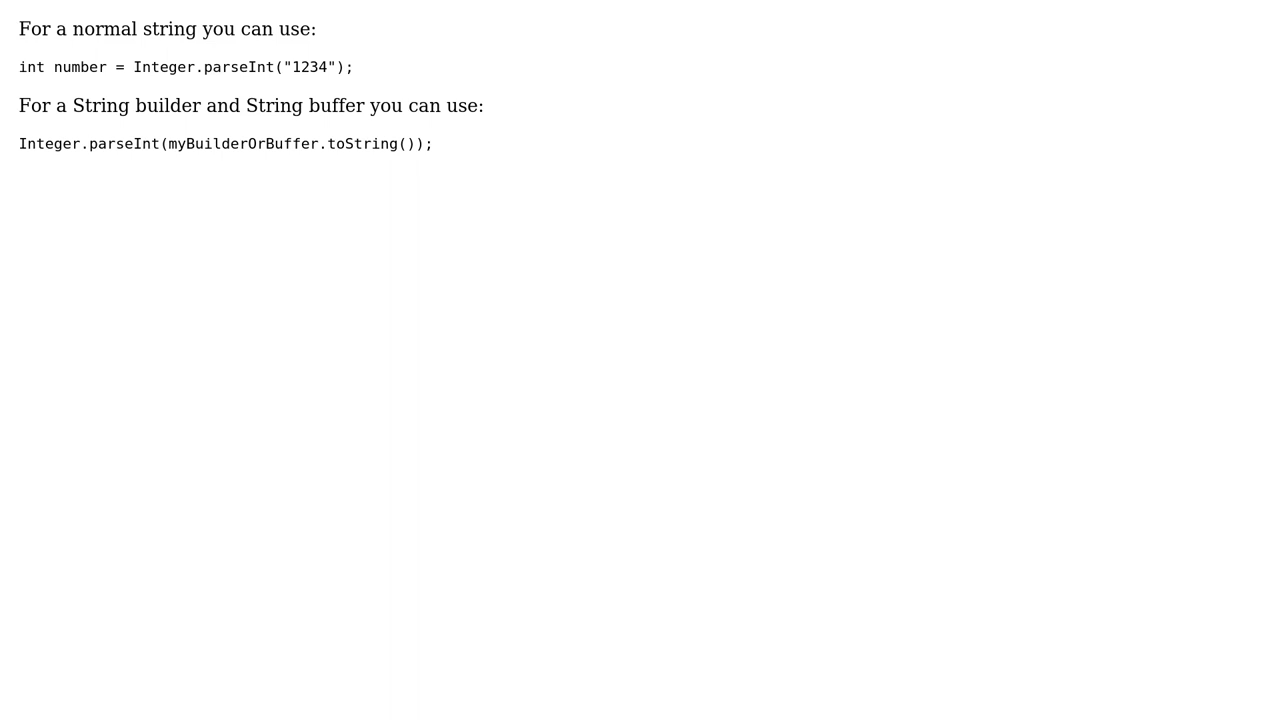 For a normal string you can use:
int number = Integer.parseInt("1234");
For a String builder and String buffer you can use:
Integer.parseInt(myBuilderOrBuffer.toString());